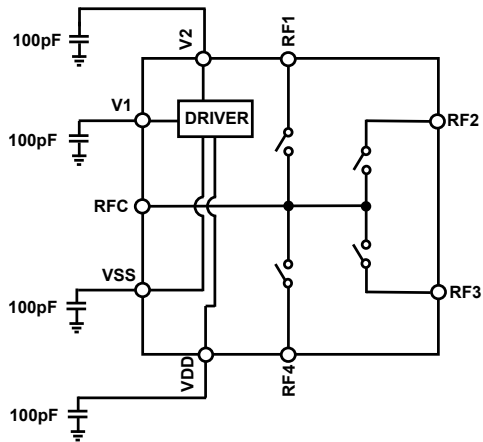 V2
RF1
100pF
V1
DRIVER
RF2
100pF
RFC
VSS
RF3
100pF
VDD
RF4
100pF